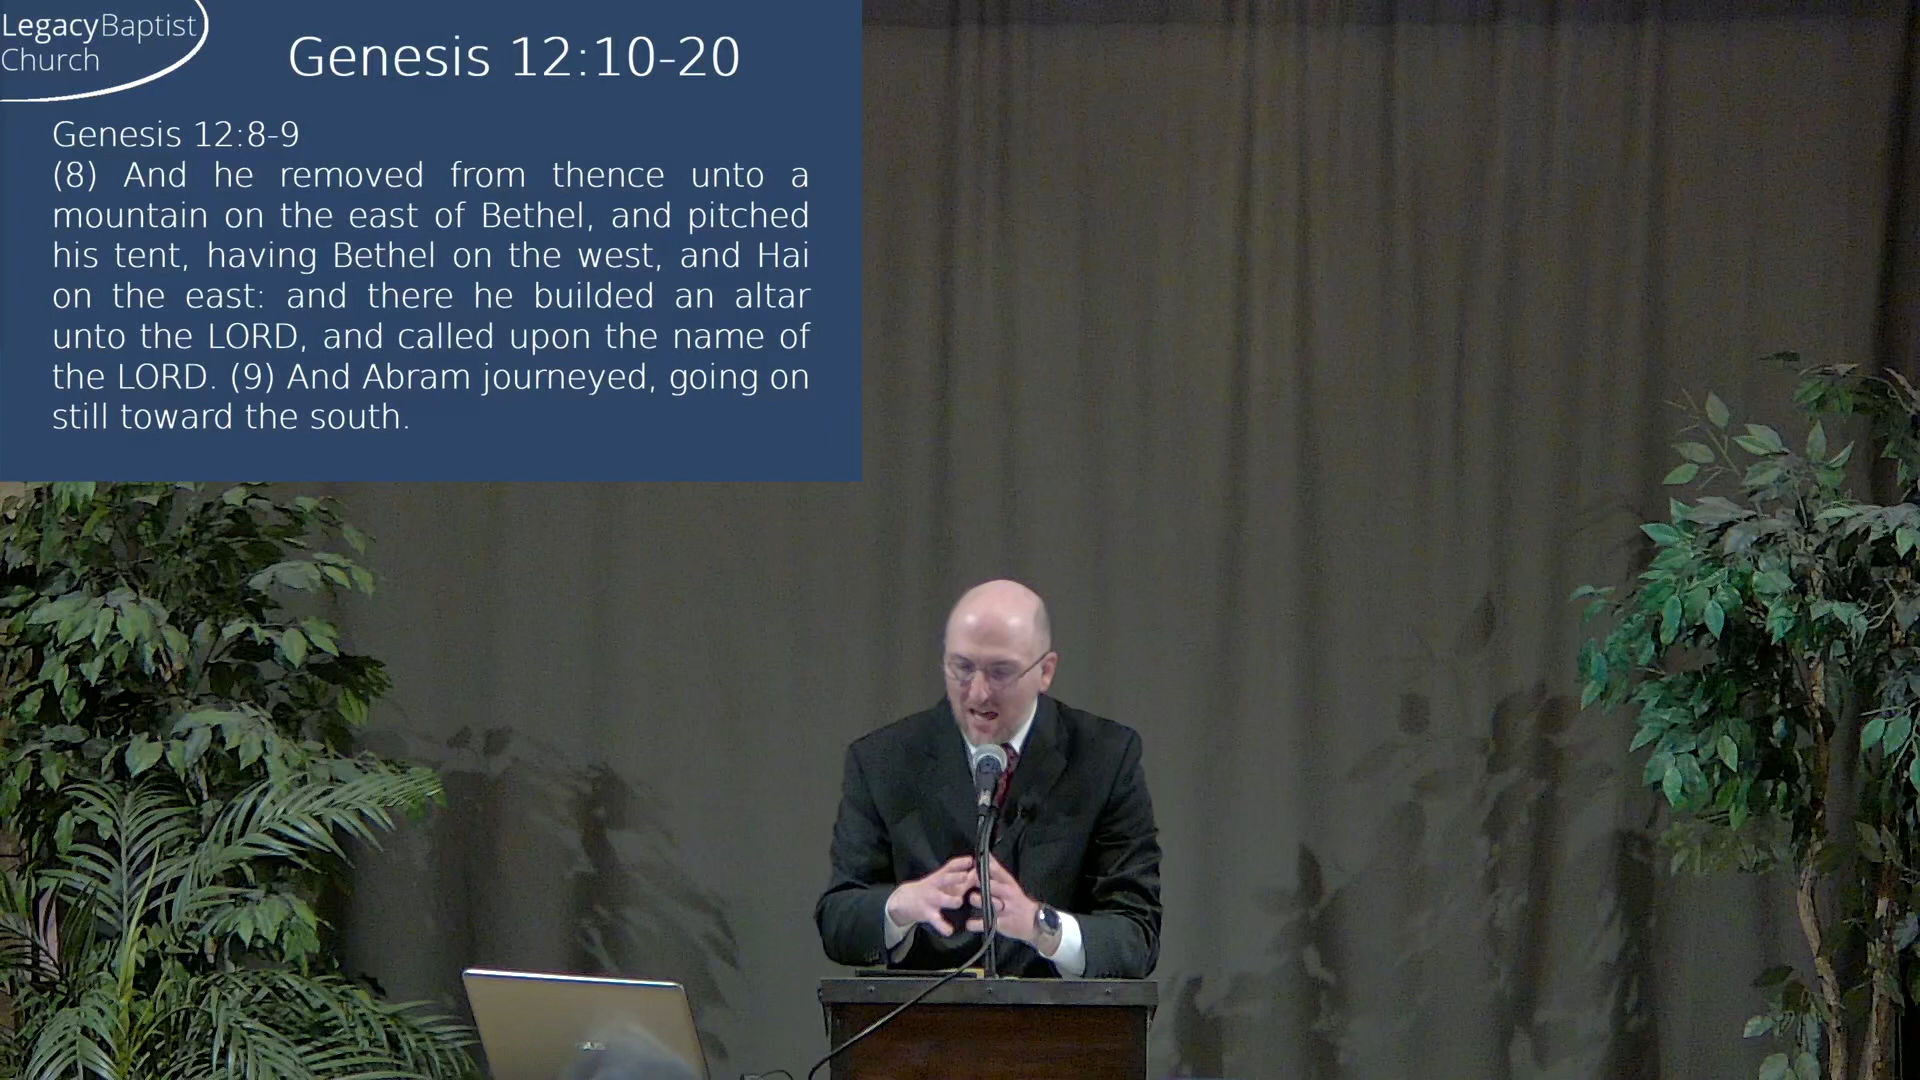 LegacyBaptist
Church
Genesis 12:10-20
Genesis 12:8-9
(8) And he removed from thence unto a
mountain on the east of Bethel, and pitched
his tent, having Bethel on the west, and Hai
on the east: and there he builded an altar
unto the LORD, and called upon the name of
the LORD. (9) And Abram journeyed, going on
still toward the south.